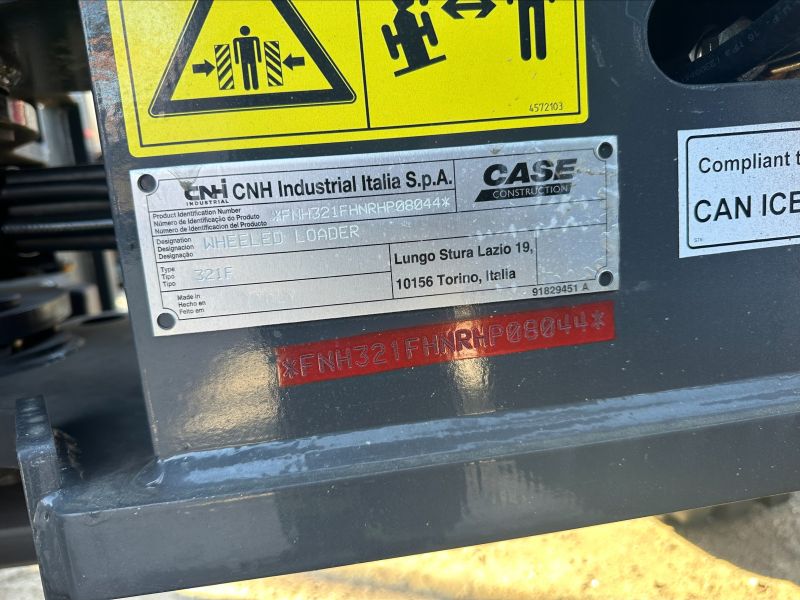 4572103
CNH INDUSTRIAL CNH Industrial Italia S.p.A.
CASE
CONSTRUCTION
Product Identification Number
Número de Identificação do Produto
Número de Identificacion del Producto
*FNH321FHNRHP08044*
Designation
Designacion
Designação
WHEELED LOADER
Type
Tipo
Tipo
321F
Made in
Hecho en
Feito em
Lungo Stura Lazio 19,
10156 Torino, Italia
91829451 A
*FNH321FHNRHP08044*
Compliant t
CAN ICE